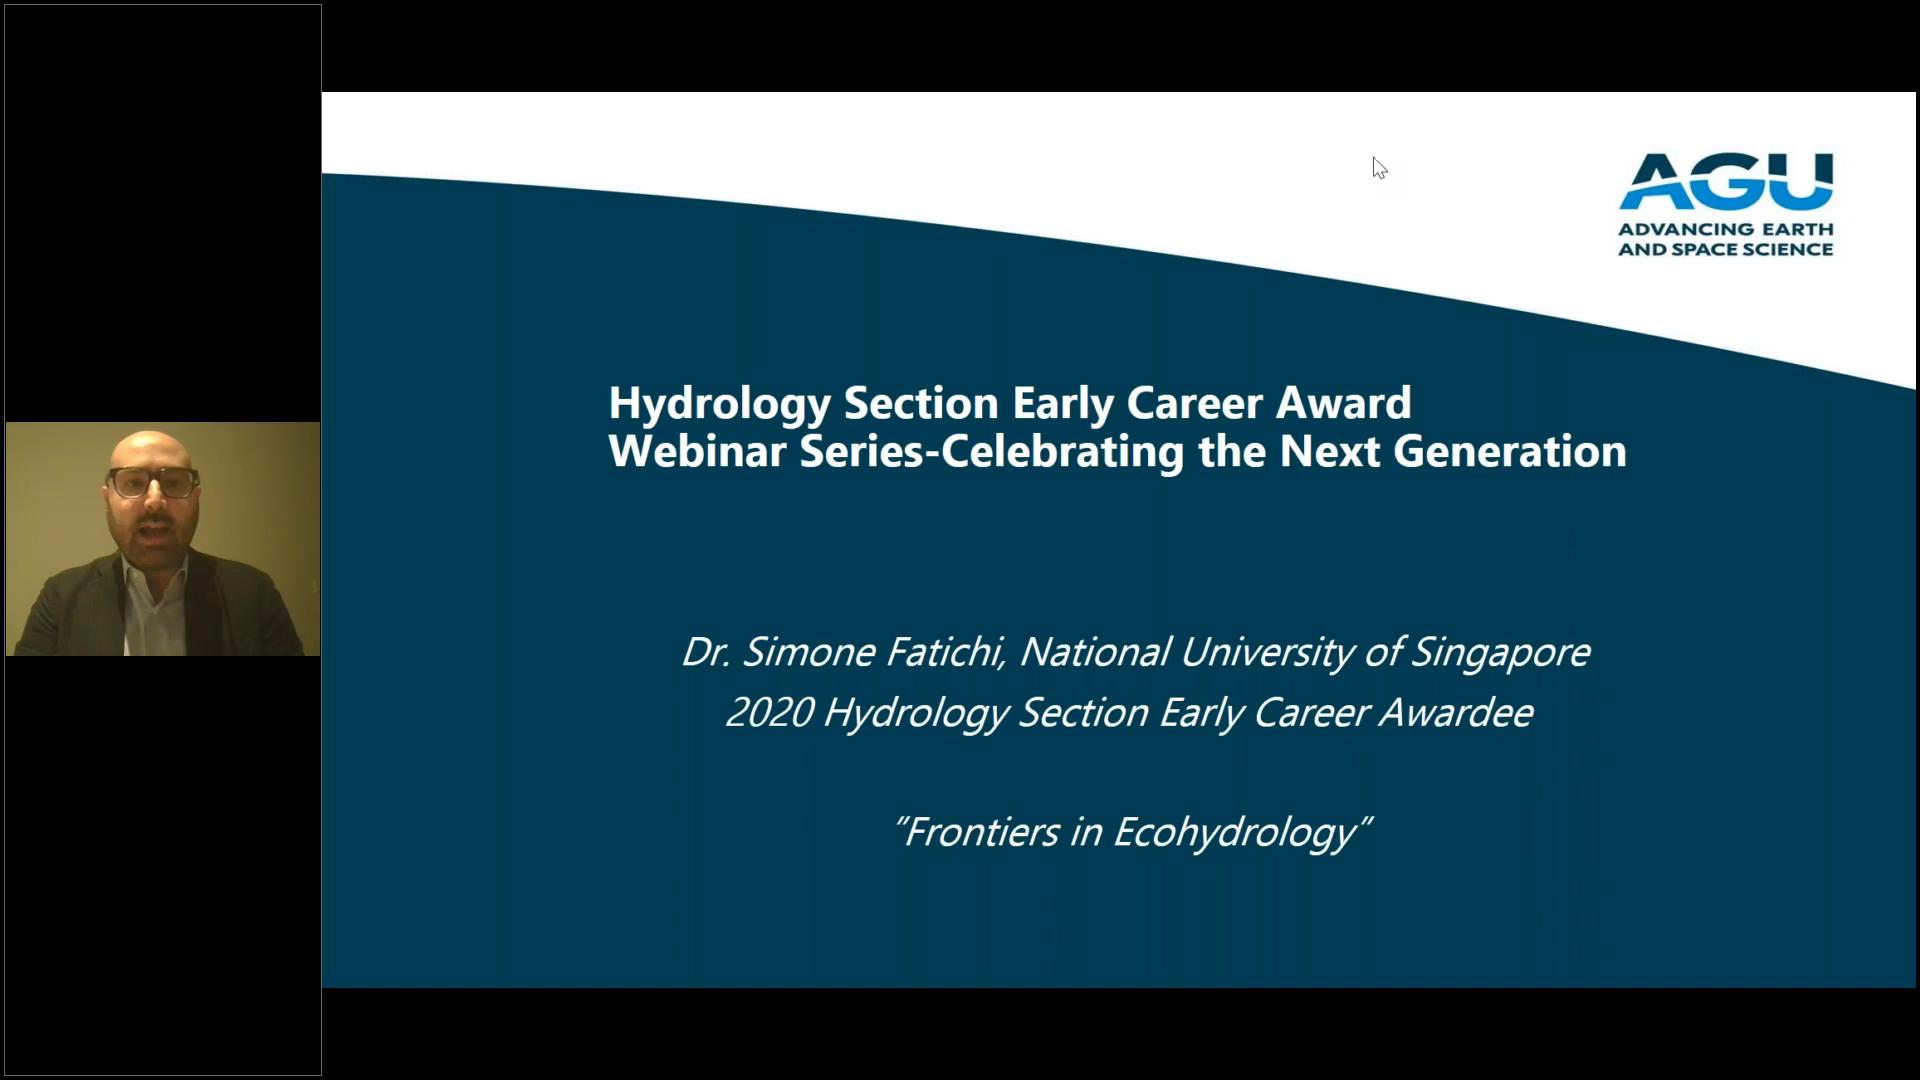 AGU
ADVANCING EARTH
AND SPACE SCIENCE
Hydrology Section Early Career Award
Webinar Series-Celebrating the Next Generation
Dr. Simone Fatichi, National University of Singapore
2020 Hydrology Section Early Career Awardee
"Frontiers in Ecohydrology"